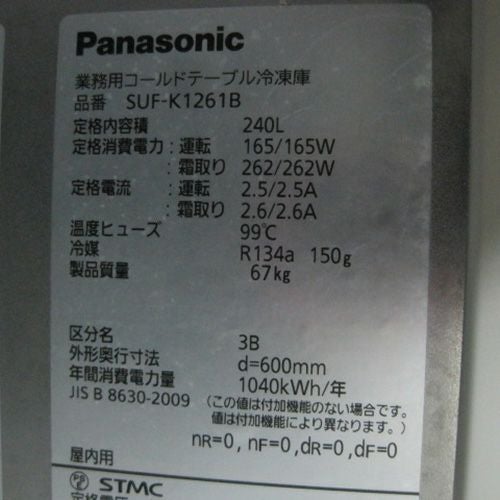 Panasonic
業務用コールドテーブル冷凍庫
品番 SUF-K1261B
定格内容積 240L
定格消費電力:運転 165/165W
:霜取り 262/262W
定格電流 :運転 2.5/2.5A
:霜取り 2.6/2.6A
温度ヒューズ 99℃
冷媒 R134a 150g
製品質量 67kg
区分名 3B
外形奥行寸法 d=600mm
年間消費電力量 1040kWh/年
JIS B 8630-2009 (この値は付加機能のない場合です。
値は付加機能により異なります。)
nR=0, nF=0,dR=0,dF=0
屋内用
PSE STMC
定格電圧